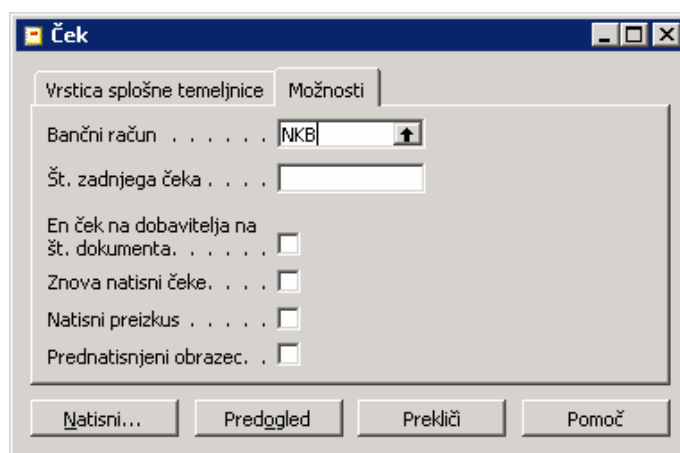 Ček
Vrstica splošne temeljnice Možnosti
Bančni račun . . . . . . NKB
Št. zadnjega čeka . . . .
En ček na dobavitelja na
št. dokumenta. . . . . .
Znova natisni čeke. . . .
Natisni preizkus . . . . .
Prednatisnjeni obrazec. .
Natisni... Predogled Prekliči Pomoč